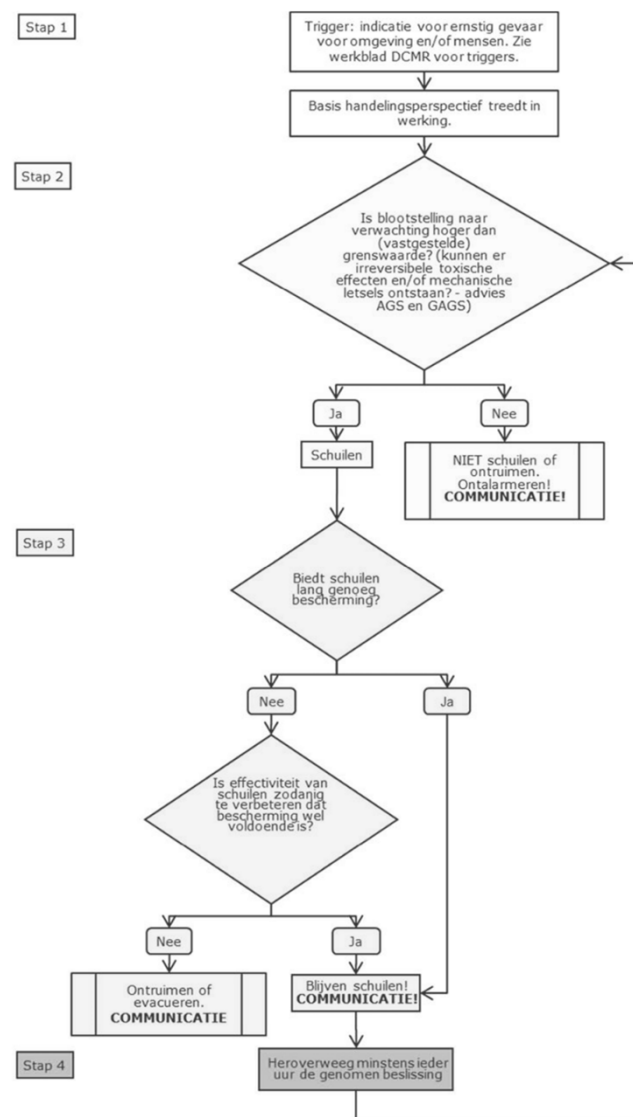 Stap 1
Trigger: indicatie voor ernstig gevaar
voor omgeving en/of mensen. Zie
werkblad DCMR voor triggers.
Basis handelingsperspectief treedt in
werking.
Stap 2
Is blootstelling naar
verwachting hoger dan
(vastgestelde)
grenswaarde? (kunnen er
irreversibele toxische
effecten en/of mechanische
letsels ontstaan? - advies
AGS en GAGS)
Ja
Nee
Schuilen
NIET schuilen of
ontruimen.
Ontalarmeren!
COMMUNICATIE!
Stap 3
Biedt schuilen
lang genoeg
bescherming?
Nee
Ja
Is effectiviteit van
schuilen zodanig
te verbeteren dat
bescherming wel
voldoende is?
Nee
Ja
Ontruimen of
evacueren.
COMMUNICATIE
Blijven schuilen!
COMMUNICATIE!
Stap 4
Heroverweeg minstens ieder
uur de genomen beslissing